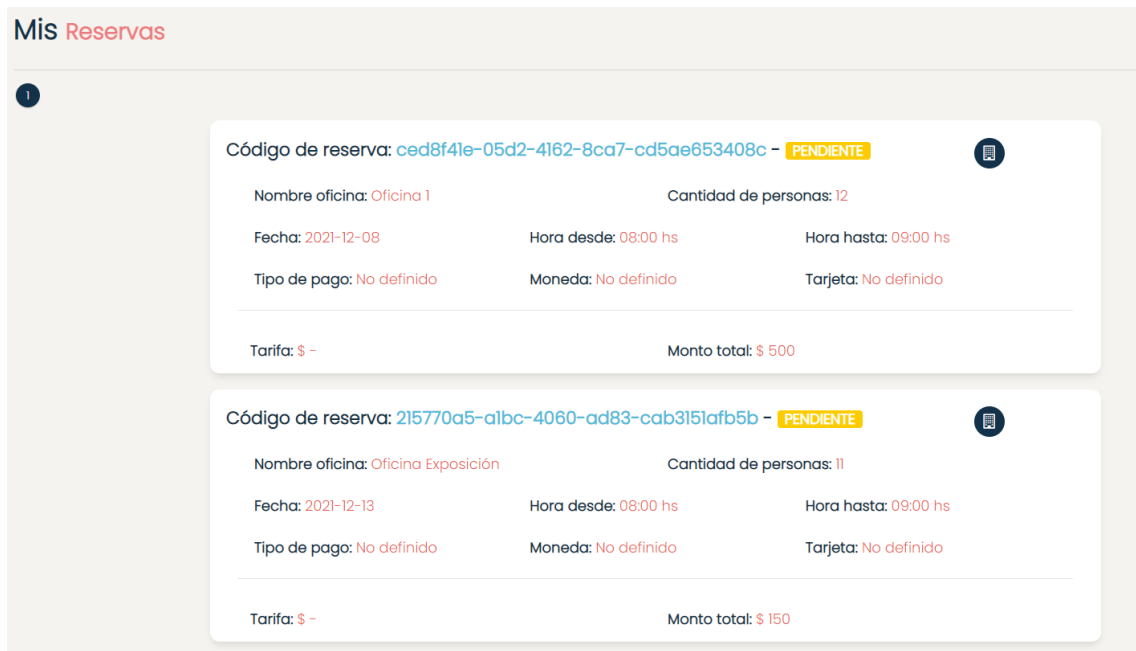 Mis Reservas
1
Código de reserva: ced8f41e-05d2-4162-8ca7-cd5ae653408c - PENDIENTE
Nombre oficina: Oficina 1 Cantidad de personas: 12
Fecha: 2021-12-08 Hora desde: 08:00 hs Hora hasta: 09:00 hs
Tipo de pago: No definido Moneda: No definido Tarjeta: No definido
Tarifa: $ - Monto total: $ 500
Código de reserva: 215770a5-a1bc-4060-ad83-cab3151afb5b - PENDIENTE
Nombre oficina: Oficina Exposición Cantidad de personas: 11
Fecha: 2021-12-13 Hora desde: 08:00 hs Hora hasta: 09:00 hs
Tipo de pago: No definido Moneda: No definido Tarjeta: No definido
Tarifa: $ - Monto total: $ 150